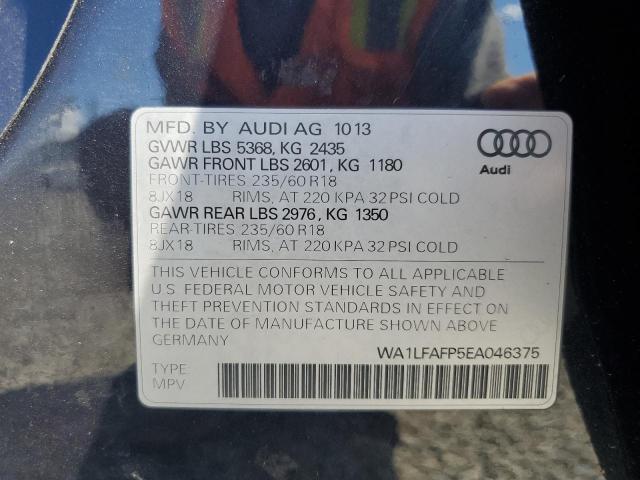 MFD. BY AUDI AG 1013
GVWR LBS 5368, KG 2435
GAWR FRONT LBS 2601, KG 1180
FRONT-TIRES 235/60 R18
8JX18 RIMS, AT 220 KPA 32 PSI COLD
GAWR REAR LBS 2976, KG 1350
REAR-TIRES 235/60 R18
8JX18 RIMS, AT 220 KPA 32 PSI COLD
Audi
THIS VEHICLE CONFORMS TO ALL APPLICABLE
U.S. FEDERAL MOTOR VEHICLE SAFETY AND
THEFT PREVENTION STANDARDS IN EFFECT ON
THE DATE OF MANUFACTURE SHOWN ABOVE
GERMANY
WA1LFAFP5EA046375
TYPE:
MPV